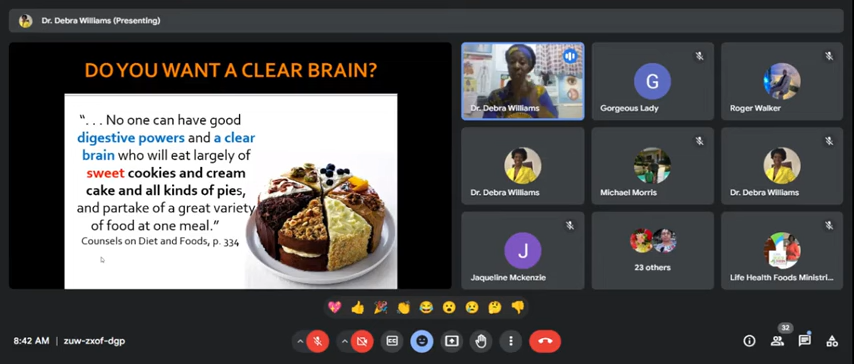 Dr. Debra Williams (Presenting)
DO YOU WANT A CLEAR BRAIN?
“. . . No one can have good
digestive powers and a clear
brain who will eat largely of
sweet cookies and cream
cake and all kinds of pies,
and partake of a great variety
of food at one meal.”
Counsels on Diet and Foods, p. 334
Dr. Debra Williams
G
Gorgeous Lady
Roger Walker
Dr. Debra Williams
Michael Morris
Dr. Debra Williams
J
Jaqueline Mckenzie
23 others
Life Health Foods Ministri...
8:42 AM | zuw-zxof-dgp
CC
32